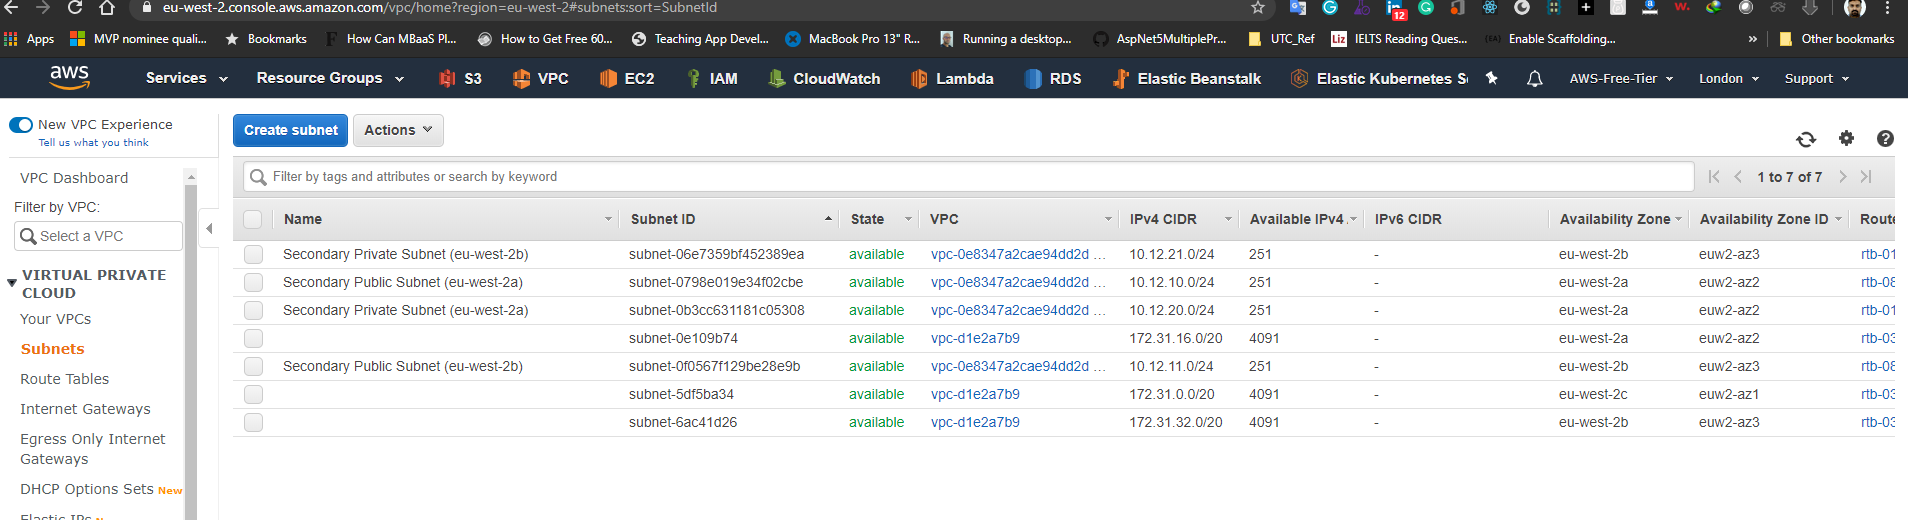 eu-west-2.console.aws.amazon.com/vpc/home?region=eu-west-2#subnets:sort=SubnetId
12
Apps MVP nominee quali... Bookmarks How Can MBaaS Pl... How to Get Free 60... Teaching App Devel... MacBook Pro 13" R... Running a desktop... AspNet5MultiplePr... UTC_Ref Liz IELTS Reading Ques... {EA} Enable Scaffolding... » Other bookmarks
aws Services Resource Groups S3 VPC EC2 IAM CloudWatch Lambda RDS Elastic Beanstalk Elastic Kubernetes Se AWS-Free-Tier London Support
New VPC Experience
Tell us what you think
Create subnet Actions
VPC Dashboard
Filter by VPC:
Select a VPC
VIRTUAL PRIVATE
CLOUD
Your VPCs
Subnets
Route Tables
Internet Gateways
Egress Only Internet
Gateways
DHCP Options Sets New
Elastic IPs
Filter by tags and attributes or search by keyword 1 to 7 of 7
Name Subnet ID State VPC IPv4 CIDR Available IPv4 IPv6 CIDR Availability Zone Availability Zone ID Route
Secondary Private Subnet (eu-west-2b) subnet-06e7359bf452389ea available vpc-0e8347a2cae94dd2d ... 10.12.21.0/24 251 - eu-west-2b euw2-az3 rtb-01
Secondary Public Subnet (eu-west-2a) subnet-0798e019e34f02cbe available vpc-0e8347a2cae94dd2d ... 10.12.10.0/24 251 - eu-west-2a euw2-az2 rtb-08
Secondary Private Subnet (eu-west-2a) subnet-0b3cc631181c05308 available vpc-0e8347a2cae94dd2d ... 10.12.20.0/24 251 - eu-west-2a euw2-az2 rtb-01
subnet-0e109b74 available vpc-d1e2a7b9 172.31.16.0/20 4091 - eu-west-2a euw2-az2 rtb-03
Secondary Public Subnet (eu-west-2b) subnet-0f0567f129be28e9b available vpc-0e8347a2cae94dd2d ... 10.12.11.0/24 251 - eu-west-2b euw2-az3 rtb-08
subnet-5df5ba34 available vpc-d1e2a7b9 172.31.0.0/20 4091 - eu-west-2c euw2-az1 rtb-03
subnet-6ac41d26 available vpc-d1e2a7b9 172.31.32.0/20 4091 - eu-west-2b euw2-az3 rtb-03